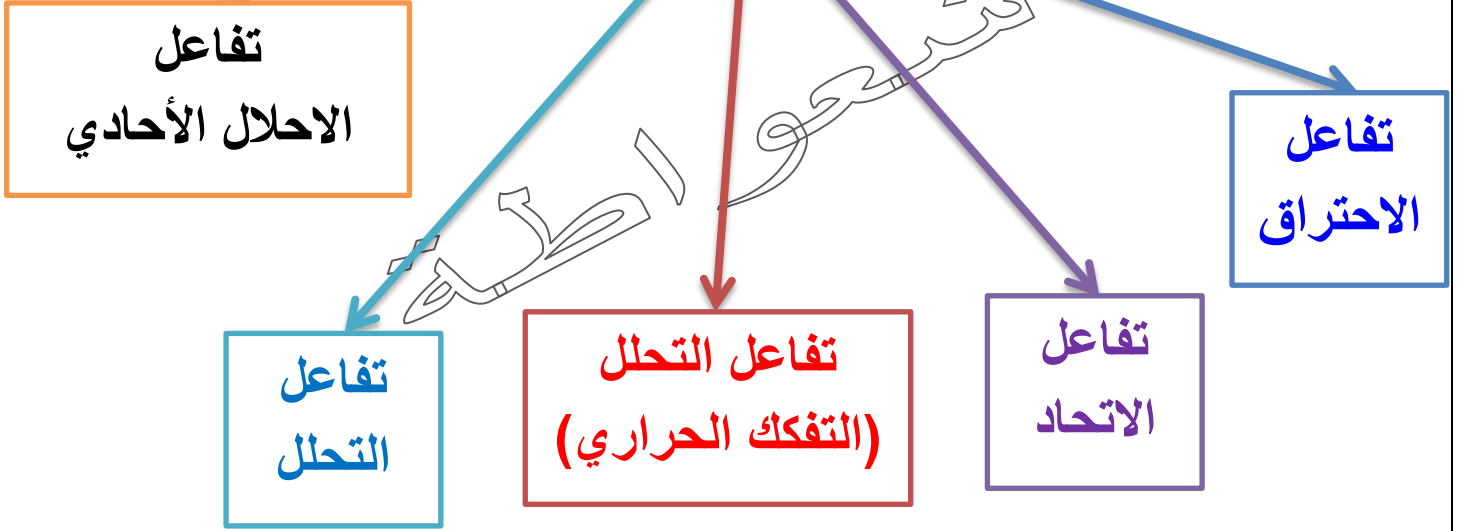 تفاعل
الاحتراق
تفاعل
الاتحاد
تفاعل التحلل
(التفكك الحراري)
تفاعل
التحلل
تفاعل
الاحلال الأحادي